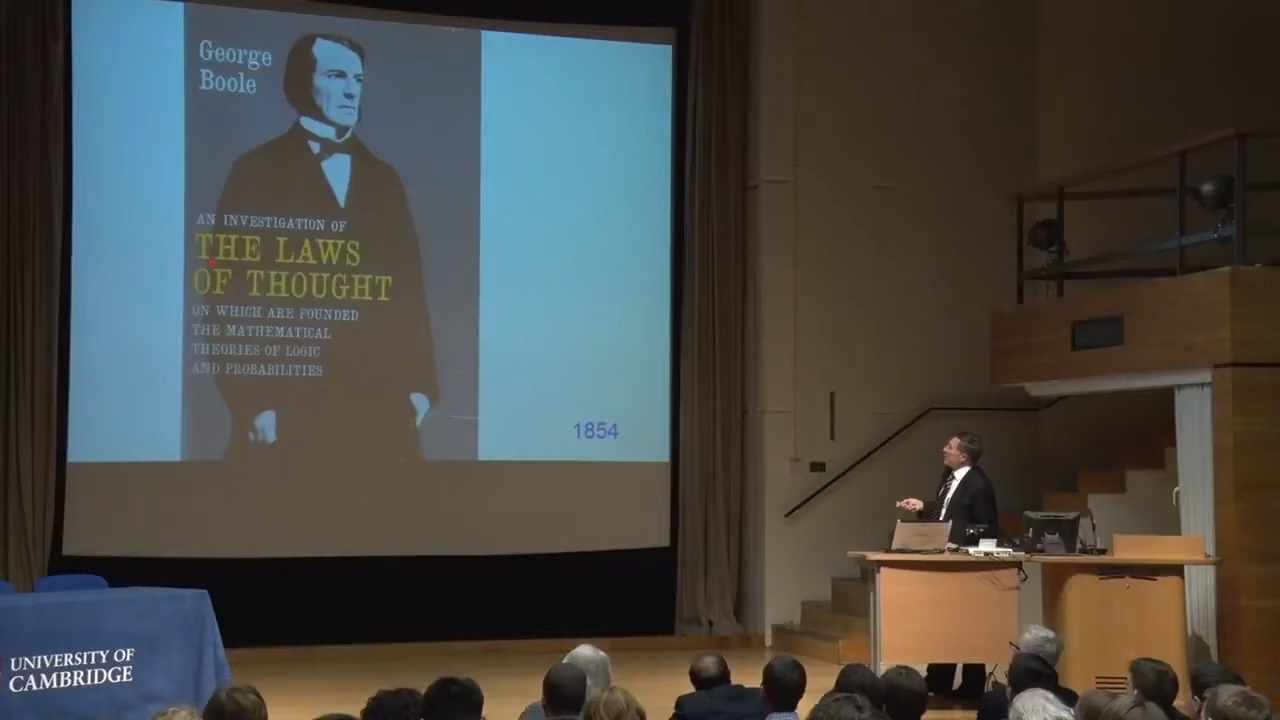 George
Boole
AN INVESTIGATION OF
THE LAWS
OF THOUGHT
ON WHICH ARE FOUNDED
THE MATHEMATICAL
THEORIES OF LOGIC
AND PROBABILITIES
1854
UNIVERSITY OF
CAMBRIDGE